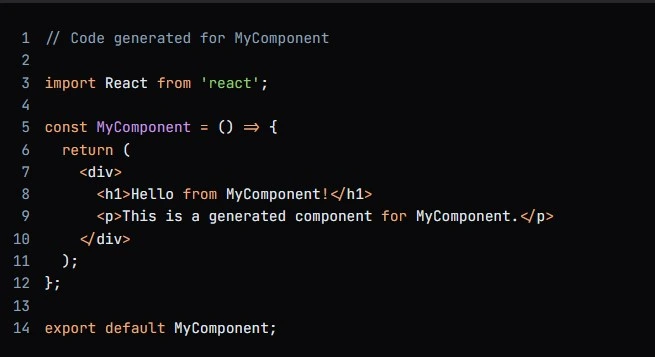 1 // Code generated for MyComponent
2
3 import React from 'react';
4
5 const MyComponent = () => {
6   return (
7     <div>
8       <h1>Hello from MyComponent!</h1>
9       <p>This is a generated component for MyComponent.</p>
10     </div>
11   );
12 };
13
14 export default MyComponent;